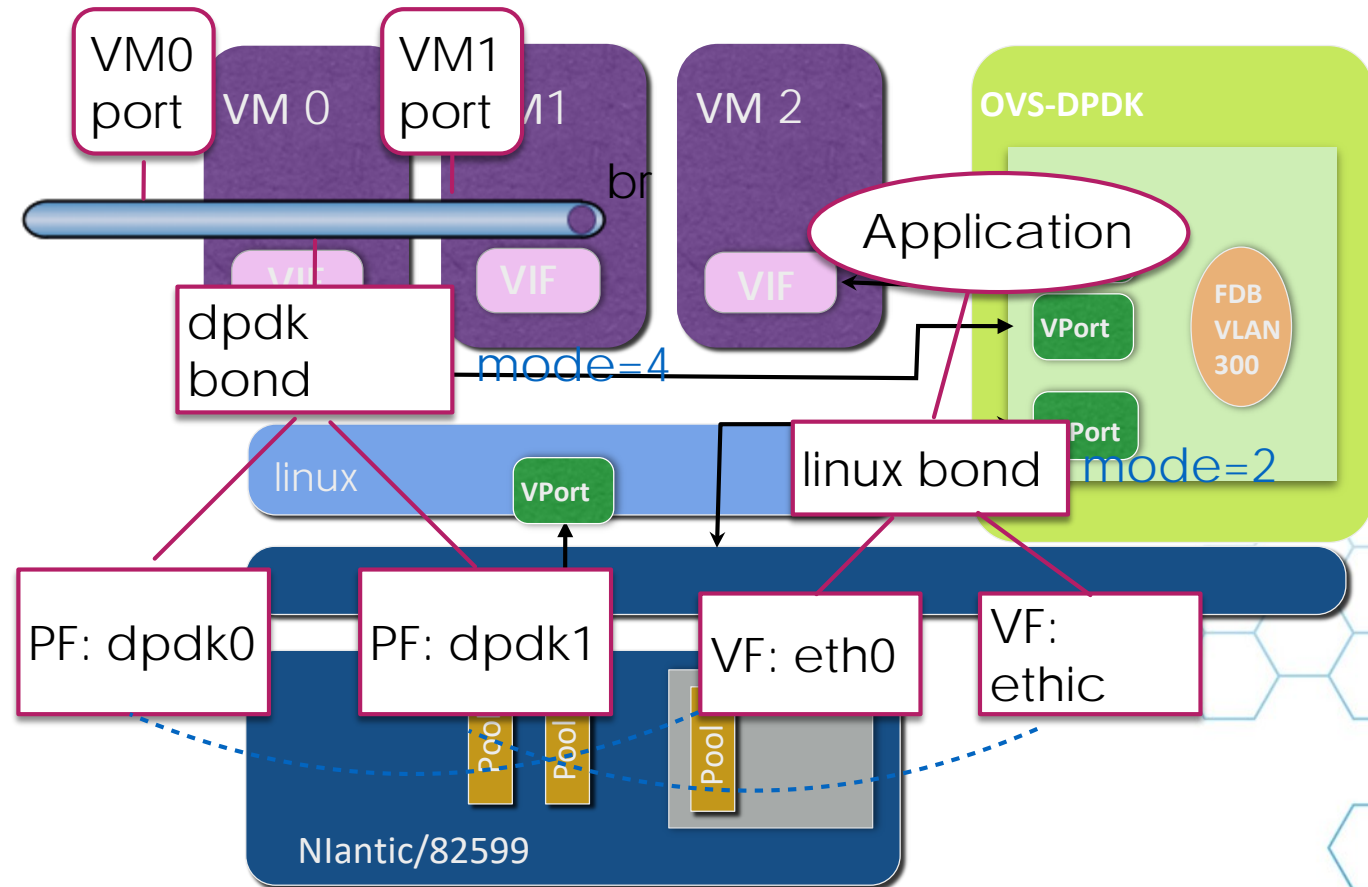 VM0
port
VM 0
VM1
port
M1
VM 2
OVS-DPDK
br
Application
VIF
VIF
VIF
FDB
VLAN
300
VPort
dpdk
bond
mode=4
Port
linux
VPort
linux bond
mode=2
PF: dpdk0
PF: dpdk1
VF: eth0
VF:
ethic
Pool
Pool
Pool
NIantic/82599